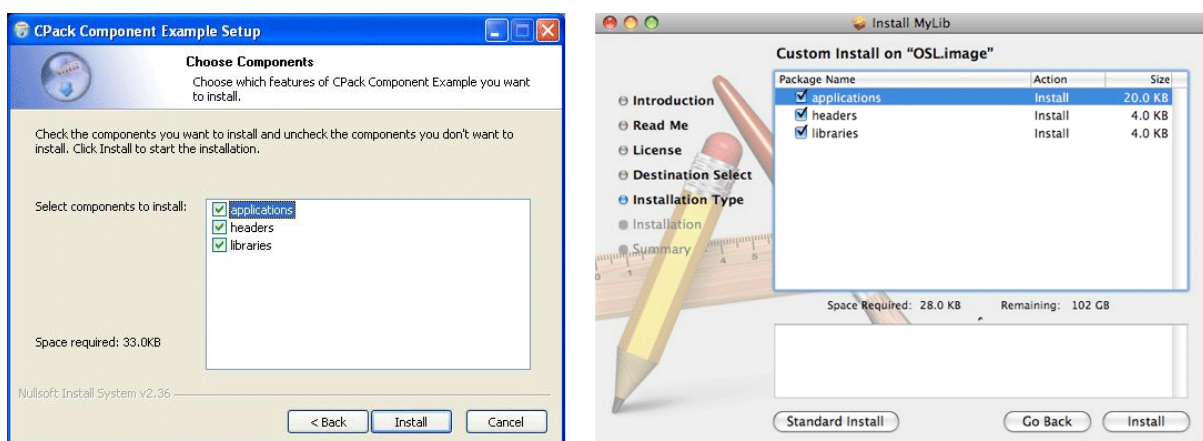 CPack Component Example Setup
Choose Components
Choose which features of CPack Component Example you want
to install.
Check the components you want to install and uncheck the components you don't want to
install. Click Install to start the installation.
Select components to install:
applications
headers
libraries
Space required: 33.0KB
Nullsoft Install System v2.36
< Back Install Cancel
Install MyLib
Custom Install on “OSL.image”
Introduction
Read Me
License
Destination Select
Installation Type
Installation
Summary
Package Name Action Size
applications Install 20.0 KB
headers Install 4.0 KB
libraries Install 4.0 KB
Space Required: 28.0 KB Remaining: 102 GB
0 1 4 5
Standard Install Go Back Install